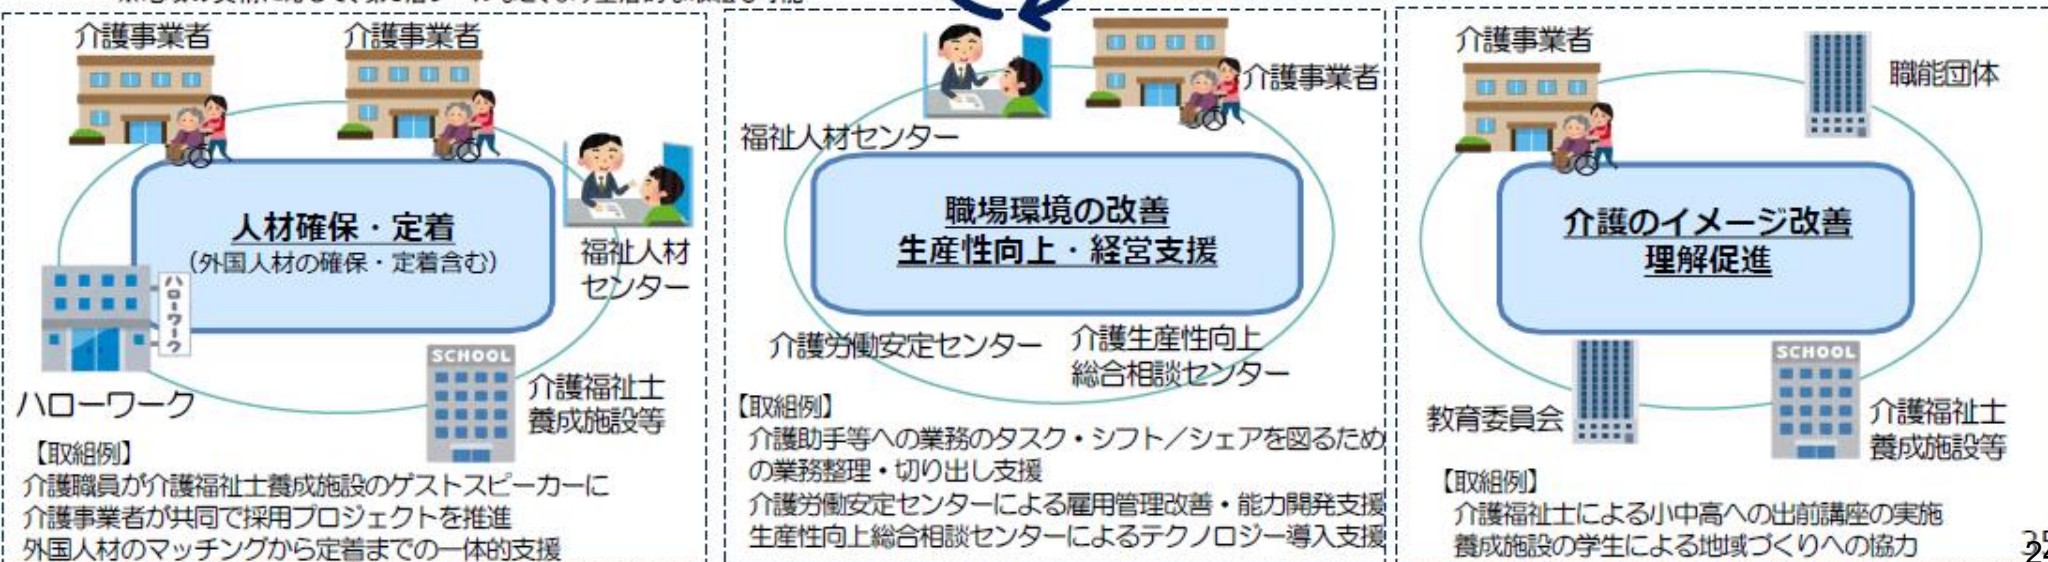 介護事業者
介護事業者
人材確保・定着
（外国人材の確保・定着含む）
福祉人材
センター
ハローワーク
ハローワーク
SCHOOL
介護福祉士
養成施設等
【取組例】
介護職員が介護福祉士養成施設のゲストスピーカーに
介護事業者が共同で採用プロジェクトを推進
外国人材のマッチングから定着までの一体的支援
介護事業者
福祉人材センター
職場環境の改善
生産性向上・経営支援
介護労働安定センター
介護生産性向上
総合相談センター
【取組例】
介護助手等への業務のタスク・シフト／シェアを図るため
の業務整理・切り出し支援
介護労働安定センターによる雇用管理改善・能力開発支援
生産性向上総合相談センターによるテクノロジー導入支援
介護事業者
職能団体
介護のイメージ改善
理解促進
教育委員会
SCHOOL
介護福祉士
養成施設等
【取組例】
介護福祉士による小中高への出前講座の実施
養成施設の学生による地域づくりへの協力